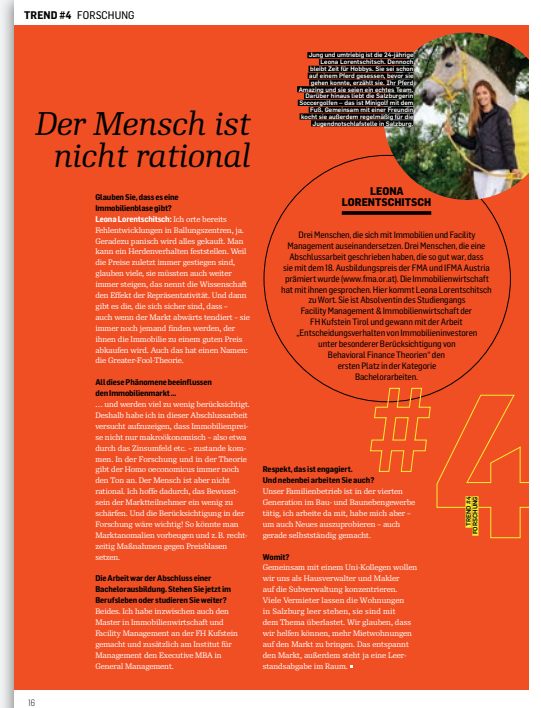 TREND #4 FORSCHUNG
Jung und umtriebig ist die 24-jährige
Leona Lorentschitsch. Dennoch
bleibt Zeit für Hobbys. Sie sei schon
auf einem Pferd gesessen, bevor sie
gehen konnte, erzählt sie. Ihr Pferd
Amazing und sie seien ein echtes Team.
Darüber hinaus liebt die Salzburgerin
Soccergolfen – das ist Minigolf mit dem
Fuß. Gemeinsam mit einer Freundin
kocht sie außerdem regelmäßig für die
Jugendnotschlafstelle in Salzburg.
Der Mensch ist
nicht rational
Glauben Sie, dass es eine
Immobilienblase gibt?
Leona Lorentschitsch: Ich orte bereits
Fehlentwicklungen in Ballungszentren, ja.
Geradezu panisch wird alles gekauft. Man
kann ein Herdenverhalten feststellen. Weil
die Preise zuletzt immer gestiegen sind,
glauben viele, sie müssten auch weiter
immer steigen, das nennt die Wissenschaft
den Effekt der Repräsentativität. Und dann
gibt es die, die sich sicher sind, dass –
auch wenn der Markt abwärts tendiert – sie
immer noch jemand finden werden, der
ihnen die Immobilie zu einem guten Preis
abkaufen wird. Auch das hat einen Namen:
die Greater-Fool-Theorie.
All diese Phänomene beeinflussen
den Immobilienmarkt ...
… und werden viel zu wenig berücksichtigt.
Deshalb habe ich in dieser Abschlussarbeit
versucht aufzuzeigen, dass Immobilienprei-
se nicht nur makroökonomisch – also etwa
durch das Zinsumfeld etc. – zustande kom-
men. In der Forschung und in der Theorie
gibt der Homo oeconomicus immer noch
den Ton an. Der Mensch ist aber nicht
rational. Ich hoffe dadurch, das Bewusst-
sein der Marktteilnehmer ein wenig zu
schärfen. Und die Berücksichtigung in der
Forschung wäre wichtig! So könnte man
Marktanomalien vorbeugen und z. B. recht-
zeitig Maßnahmen gegen Preisblasen
setzen.
Die Arbeit war der Abschluss einer
Bachelorausbildung. Stehen Sie jetzt im
Berufsleben oder studieren Sie weiter?
Beides. Ich habe inzwischen auch den
Master in Immobilienwirtschaft und
Facility Management an der FH Kufstein
gemacht und zusätzlich am Institut für
Management den Executive MBA in
General Management.
LEONA
LORENTSCHITSCH
Drei Menschen, die sich mit Immobilien und Facility
Management auseinandersetzen. Drei Menschen, die eine
Abschlussarbeit geschrieben haben, die so gut war, dass
sie mit dem 18. Ausbildungspreis der FMA und IFMA Austria
prämiert wurde (www.fma.or.at). Die Immobilienwirtschaft
hat mit ihnen gesprochen. Hier kommt Leona Lorentschitsch
zu Wort. Sie ist Absolventin des Studiengangs
Facility Management & Immobilienwirtschaft der
FH Kufstein Tirol und gewann mit der Arbeit
„Entscheidungsverhalten von Immobilieninvestoren
unter besonderer Berücksichtigung von
Behavioral Finance Theorien“ den
ersten Platz in der Kategorie
Bachelorarbeiten.
#4
TREND #4
FORSCHUNG
Respekt, das ist engagiert.
Und nebenbei arbeiten Sie auch?
Unser Familienbetrieb ist in der vierten
Generation im Bau- und Baunebengewerbe
tätig, ich arbeite da mit, habe mich aber –
um auch Neues auszuprobieren – auch
gerade selbstständig gemacht.
Womit?
Gemeinsam mit einem Uni-Kollegen wollen
wir uns als Hausverwalter und Makler
auf die Subverwaltung konzentrieren.
Viele Vermieter lassen die Wohnungen
in Salzburg leer stehen, sie sind mit
dem Thema überlastet. Wir glauben, dass
wir helfen können, mehr Mietwohnungen
auf den Markt zu bringen. Das entspannt
den Markt, außerdem steht ja eine Leer-
standsabgabe im Raum. ▪
16